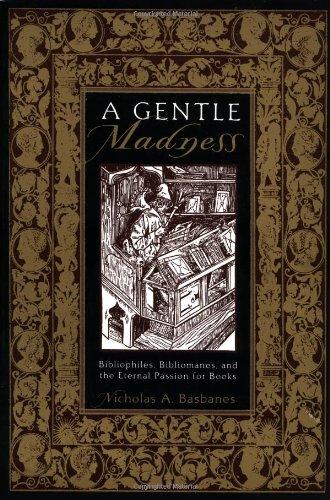 A GENTLE
Madness
Bibliophiles, Bibliomanes, and
the Eternal Passion for Books
Nicholas A. Basbanes